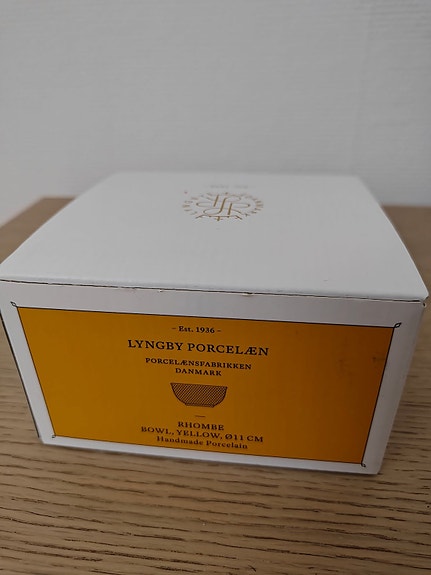 - Est. 1936 -
LYNGBY PORCELÆN
PORCELÆNSFABRIKKEN
DANMARK
RHOMBE
BOWL, YELLOW, Ø11 CM
Handmade Porcelain